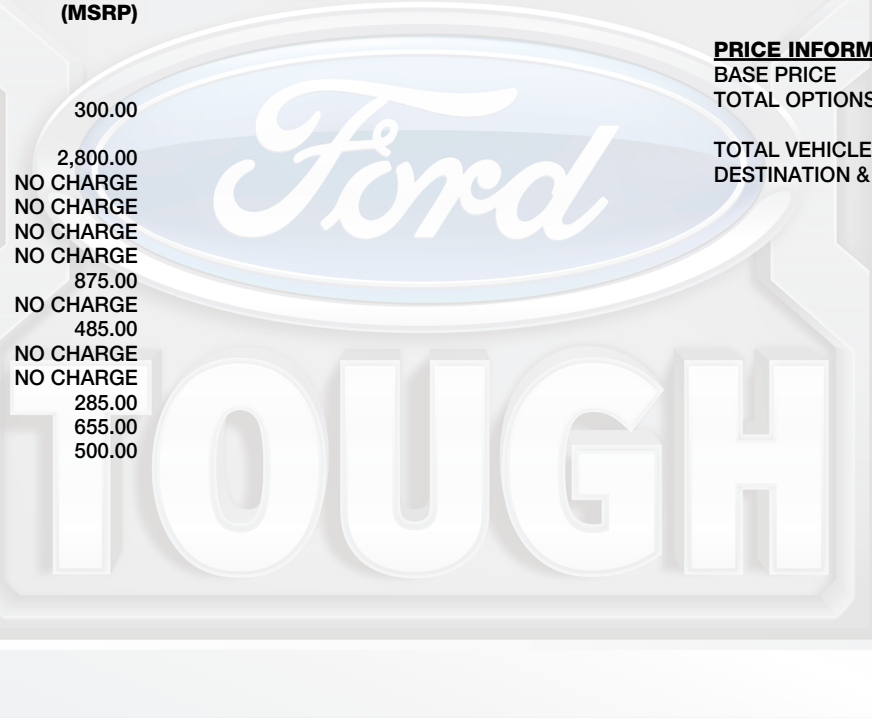 (MSRP)
300.00
2,800.00
NO CHARGE
NO CHARGE
NO CHARGE
NO CHARGE
875.00
NO CHARGE
485.00
NO CHARGE
NO CHARGE
285.00
655.00
500.00
PRICE INFORM
BASE PRICE
TOTAL OPTIONS
TOTAL VEHICLE
DESTINATION &
Ford
TOUGH